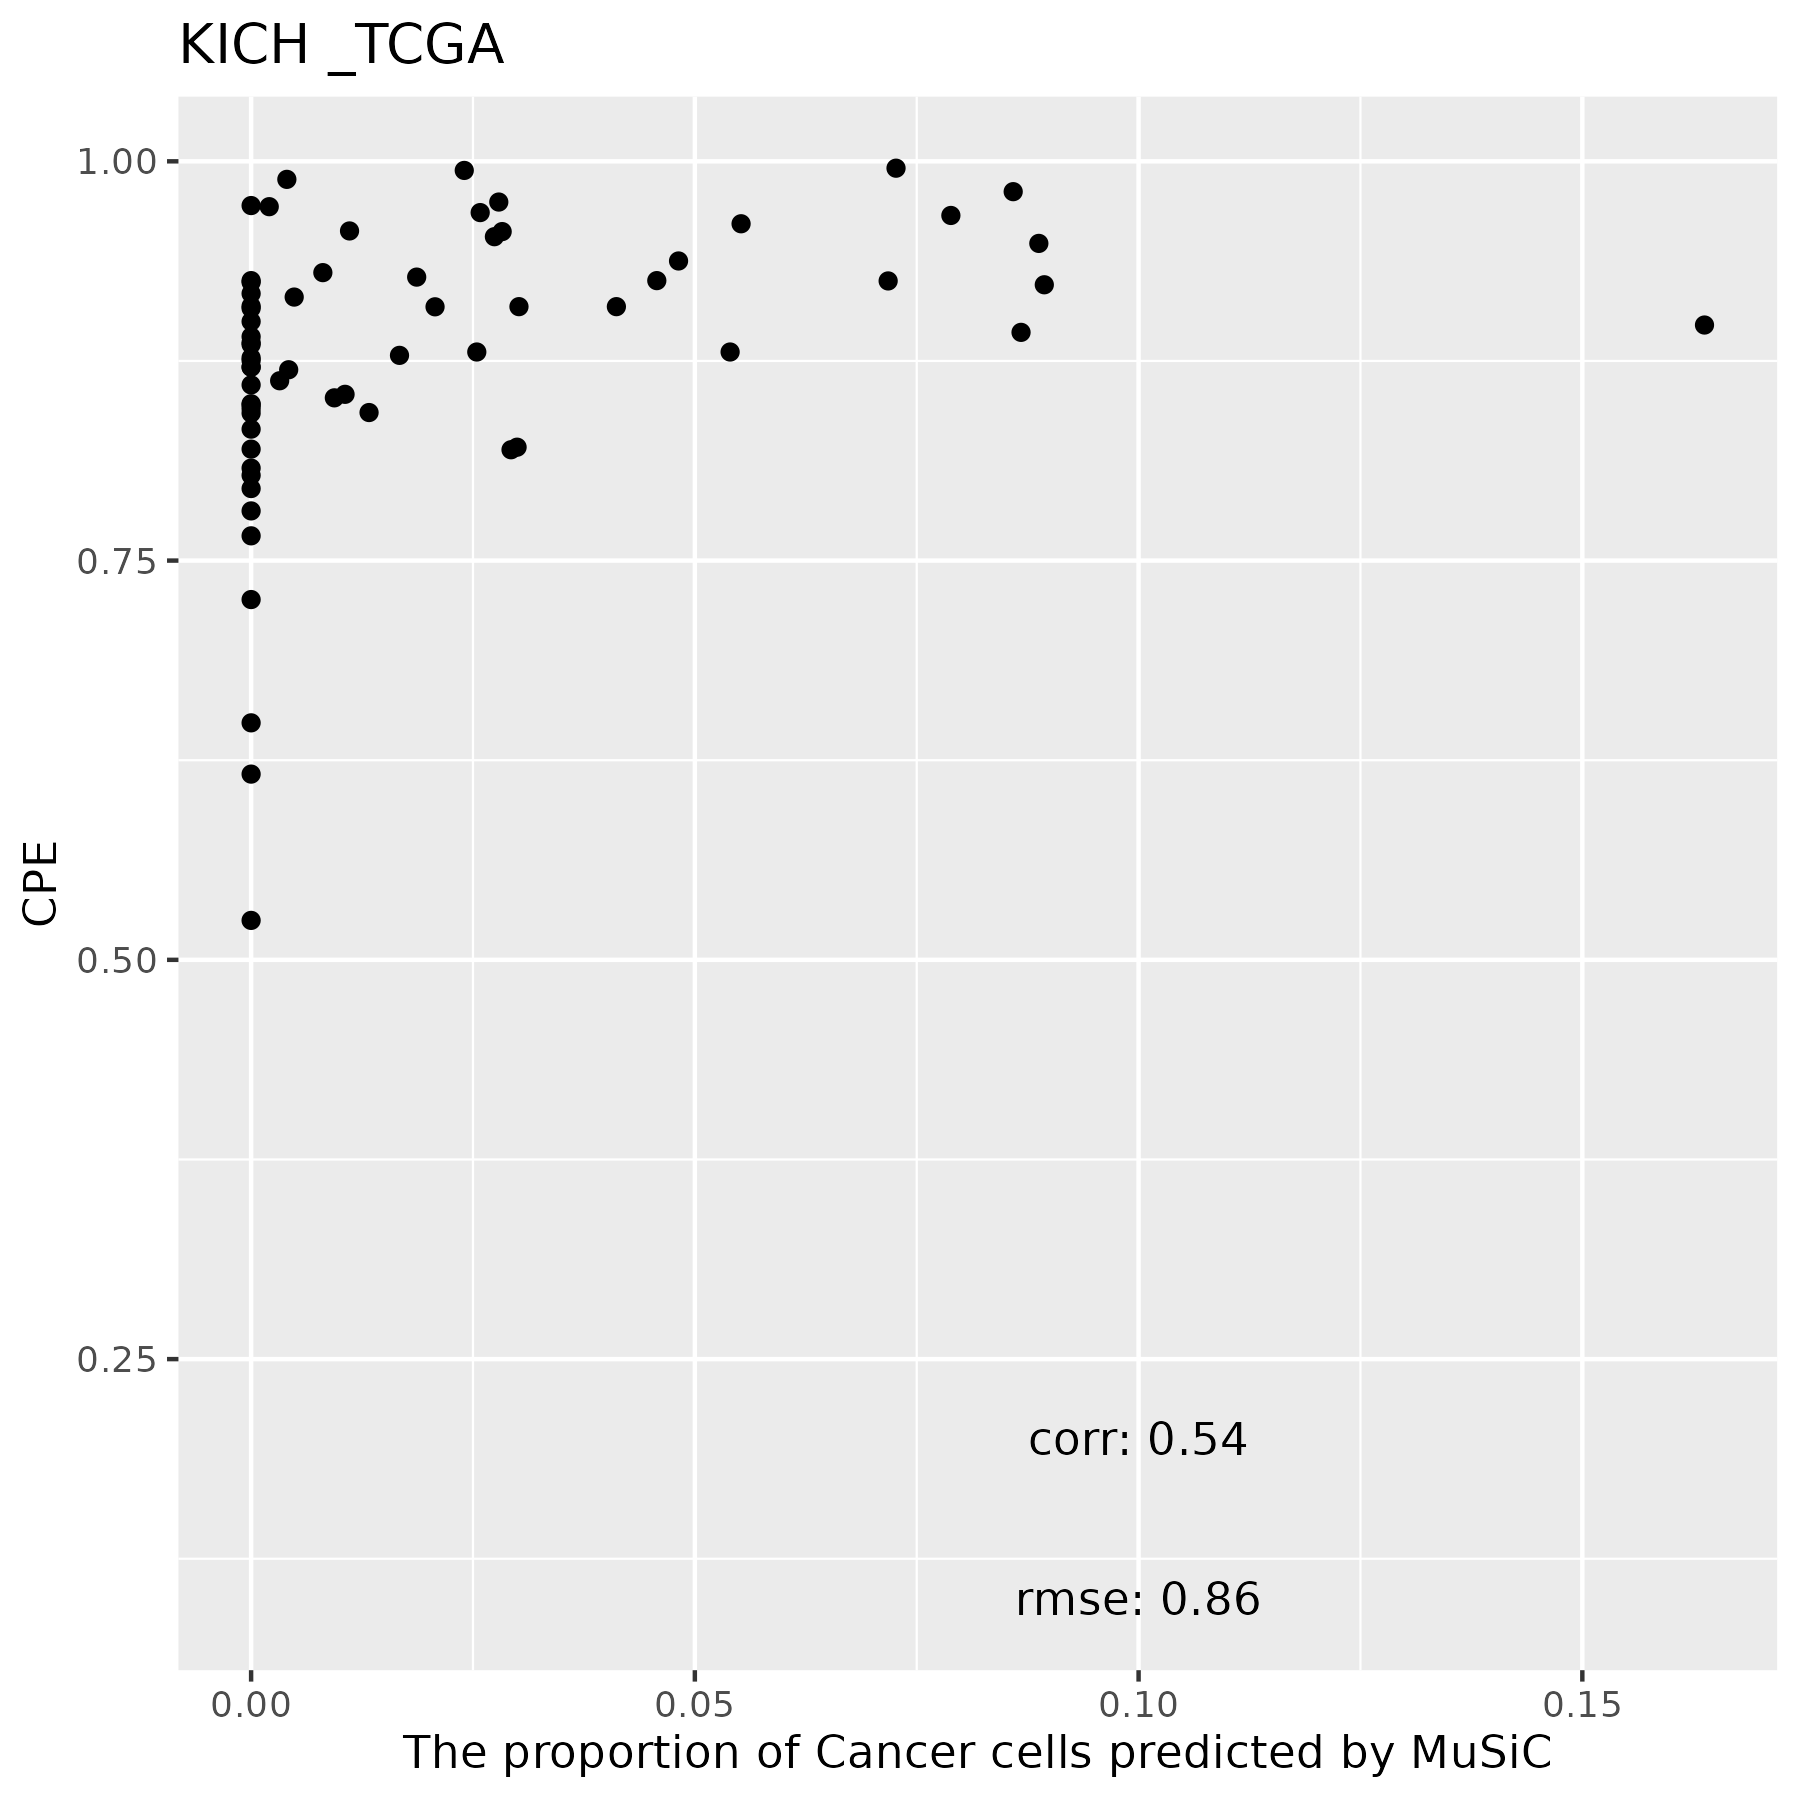 KICH _TCGA
1.00
0.75
0.50
0.25
CPE
corr: 0.54
rmse: 0.86
0.00 0.05 0.10 0.15
The proportion of Cancer cells predicted by MuSiC